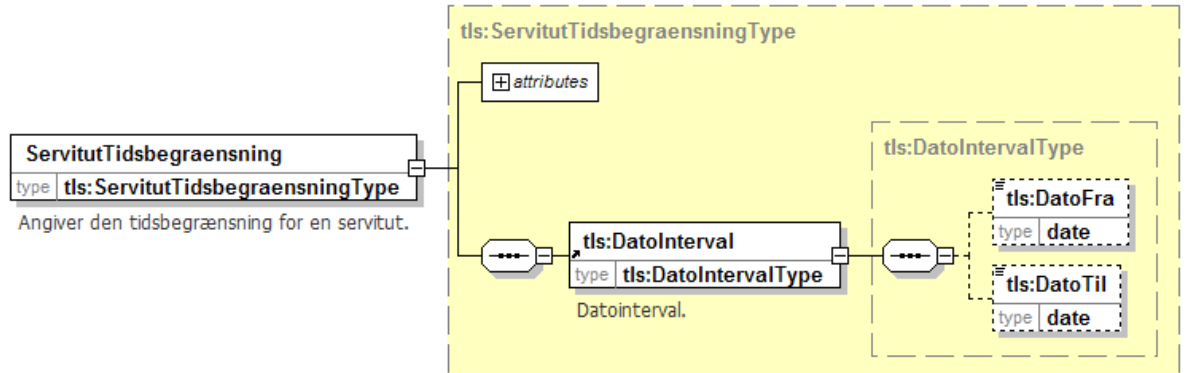 tls:ServitutTidsbegraensningType
attributes
ServitutTidsbegraensning
type tls:ServitutTidsbegraensningType
Angiver den tidsbegrænsning for en servitut.
tls:DatoInterval
type tls:DatoIntervalType
Datointerval.
tls:DatoIntervalType
tls:DatoFra
type date
tls:DatoTil
type date